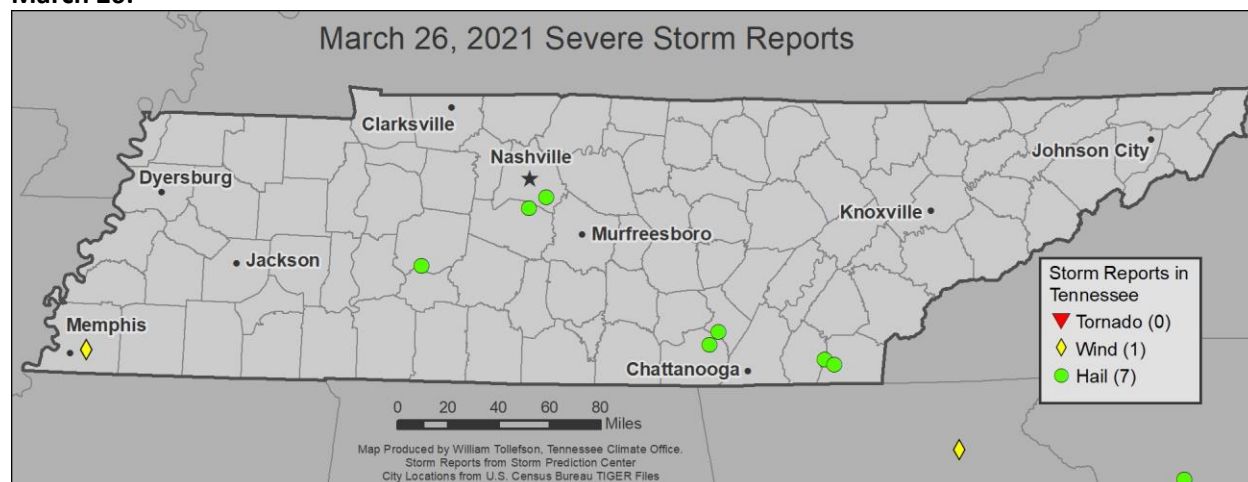 March 26, 2021 Severe Storm Reports
Clarksville
Nashville
Johnson City
Dyersburg
Knoxville
Murfreesboro
Jackson
Storm Reports in
Tennessee
Tornado (0)
Wind (1)
Hail (7)
Memphis
Chattanooga
0 20 40 60 80
Miles
Map Produced by William Tollefson, Tennessee Climate Office.
Storm Reports from Storm Prediction Center
City Locations from U.S. Census Bureau TIGER Files